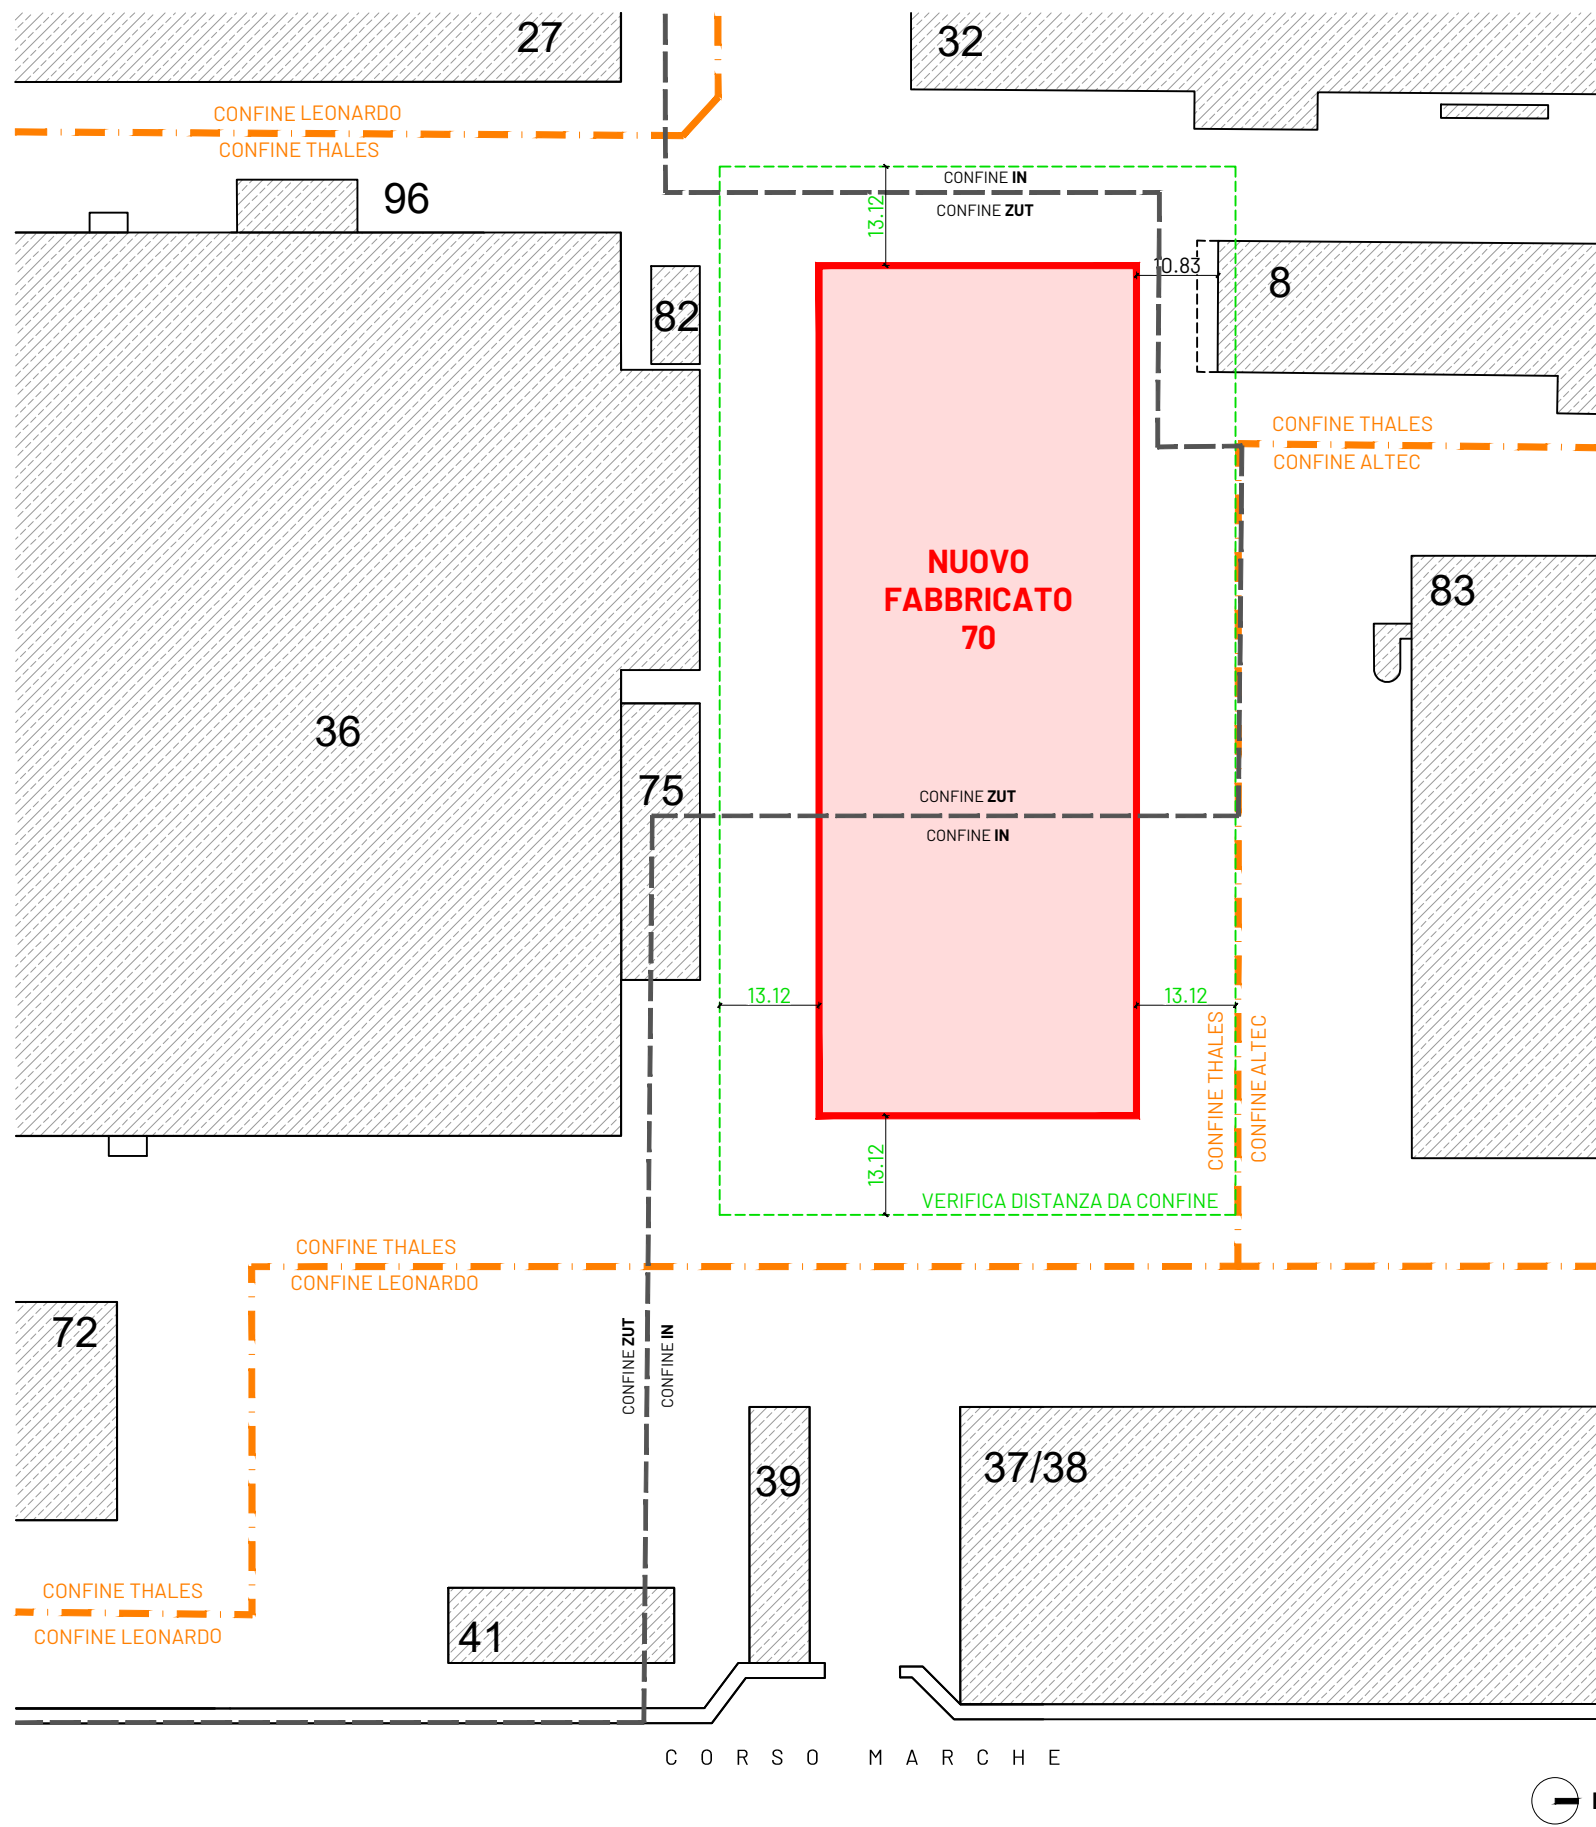 27
32
CONFINE LEONARDO
CONFINE THALES
96
CONFINE IN
CONFINE ZUT
13.12
10.83
8
82
CONFINE THALES
CONFINE ALTEC
NUOVO
FABBRICATO
70
83
36
75
CONFINE ZUT
CONFINE IN
13.12
13.12
CONFINE THALES
CONFINE ALTEC
13.12
VERIFICA DISTANZA DA CONFINE
CONFINE THALES
CONFINE LEONARDO
72
CONFINE ZUT
CONFINE IN
39
37/38
CONFINE THALES
CONFINE LEONARDO
41
CORSO MARCHE